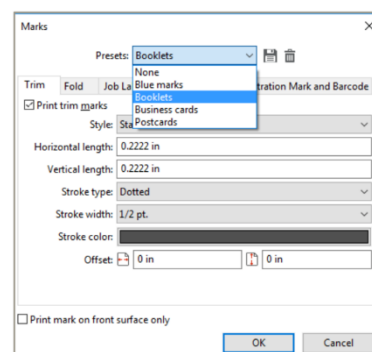 Marks
Presets: Booklets
None
Blue marks
Booklets
Business cards
Postcards
Trim Fold Job La tration Mark and Barcode
Print trim marks
Style: Sta
Horizontal length: 0.2222 in
Vertical length: 0.2222 in
Stroke type: Dotted
Stroke width: 1/2 pt.
Stroke color:
Offset: 0 in 0 in
Print mark on front surface only
OK Cancel